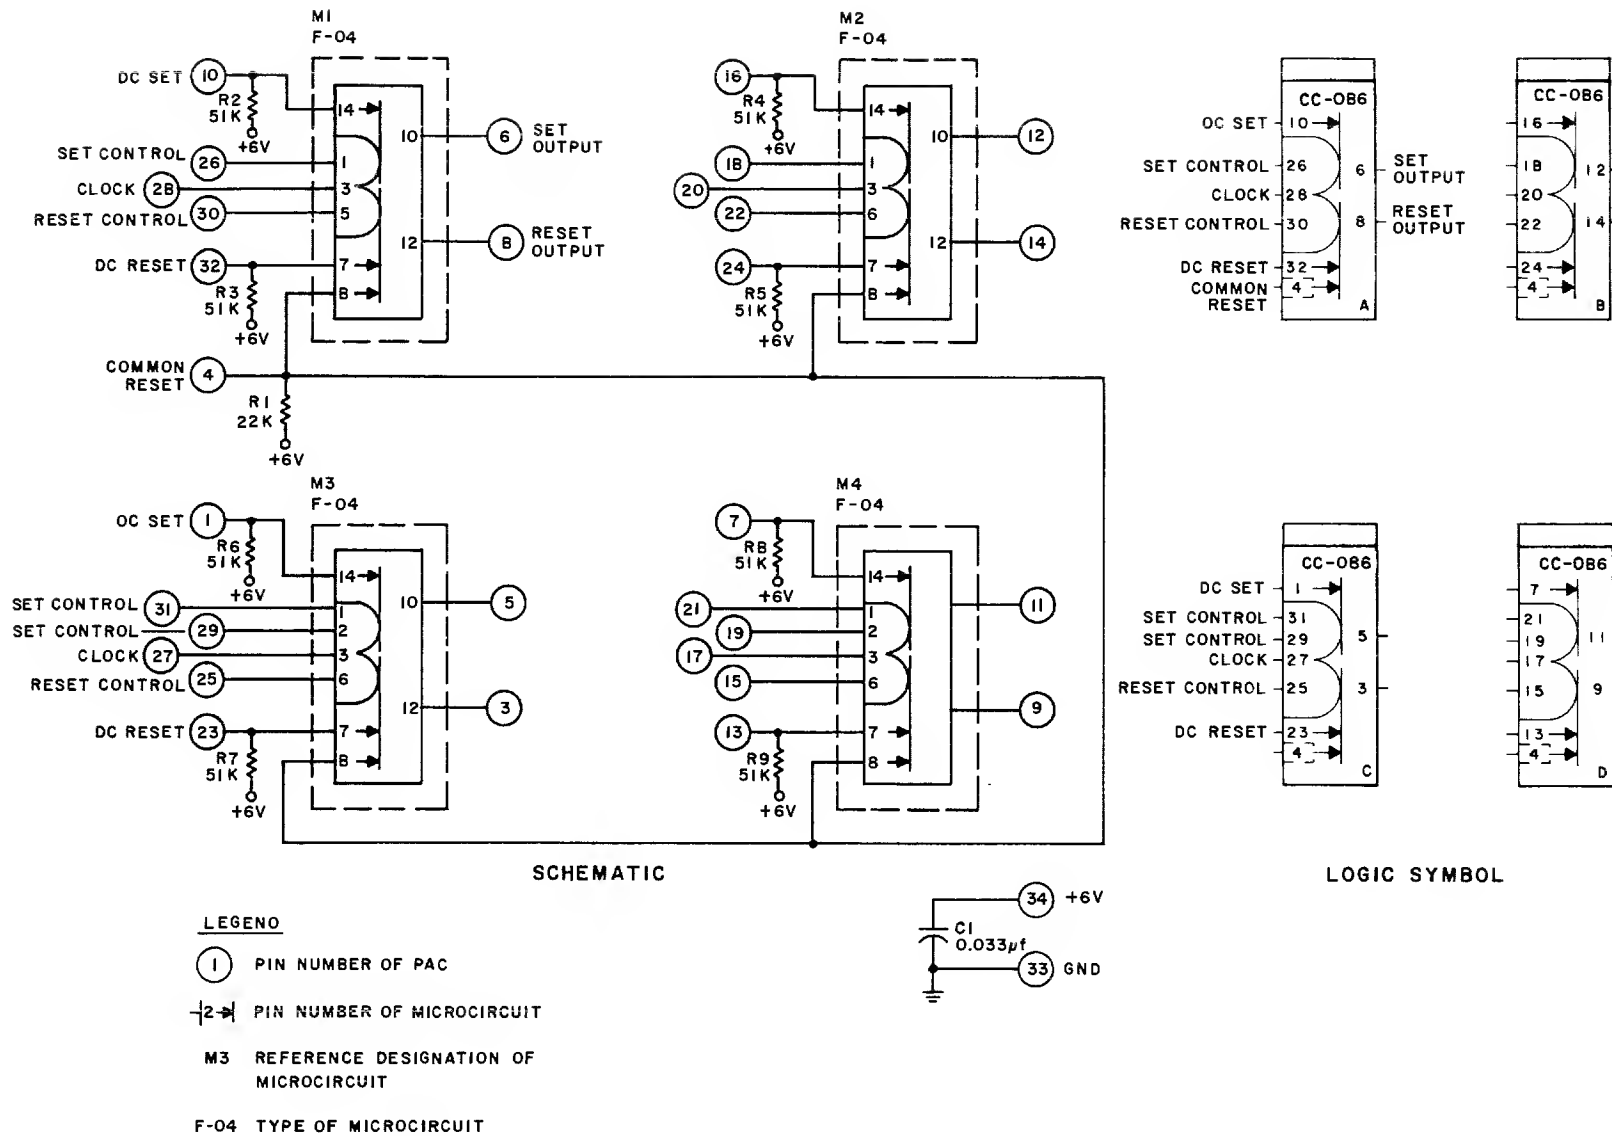 M1
F-04
DC SET 10
R2
51K
+6V
SET CONTROL 26
CLOCK 28
RESET CONTROL 30
DC RESET 32
R3
51K
+6V
14
1
3
5
7
8
10
12
6 SET
OUTPUT
8 RESET
OUTPUT
COMMON
RESET 4
R1
22K
+6V
M2
F-04
16
R4
51K
+6V
18
20
22
24
R5
51K
+6V
14
1
3
6
7
8
10
12
12
14
M3
F-04
OC SET 1
R6
51K
+6V
SET CONTROL 31
SET CONTROL 29
CLOCK 27
RESET CONTROL 25
DC RESET 23
R7
51K
+6V
14
1
2
3
6
7
8
10
12
5
3
M4
F-04
7
R8
51K
+6V
21
19
17
15
13
R9
51K
+6V
14
1
2
3
6
7
8
11
9
SCHEMATIC
CC-086
OC SET 10
SET CONTROL 26
CLOCK 28
RESET CONTROL 30
DC RESET 32
COMMON
RESET 4
6 SET
OUTPUT
8 RESET
OUTPUT
A
CC-086
16
18
20
22
24
4
12
14
B
CC-086
DC SET 1
SET CONTROL 31
SET CONTROL 29
CLOCK 27
RESET CONTROL 25
DC RESET 23
4
5
3
C
CC-086
7
21
19
17
15
13
4
11
9
D
LOGIC SYMBOL
34 +6V
C1
0.033µf
33 GND
LEGENO
1 PIN NUMBER OF PAC
2 PIN NUMBER OF MICROCIRCUIT
M3 REFERENCE DESIGNATION OF
MICROCIRCUIT
F-04 TYPE OF MICROCIRCUIT